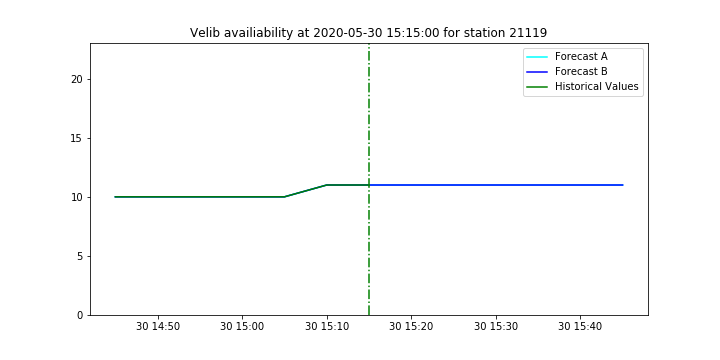 Velib availiability at 2020-05-30 15:15:00 for station 21119
Forecast A
Forecast B
Historical Values
20
15
10
5
0
30 14:50 30 15:00 30 15:10 30 15:20 30 15:30 30 15:40